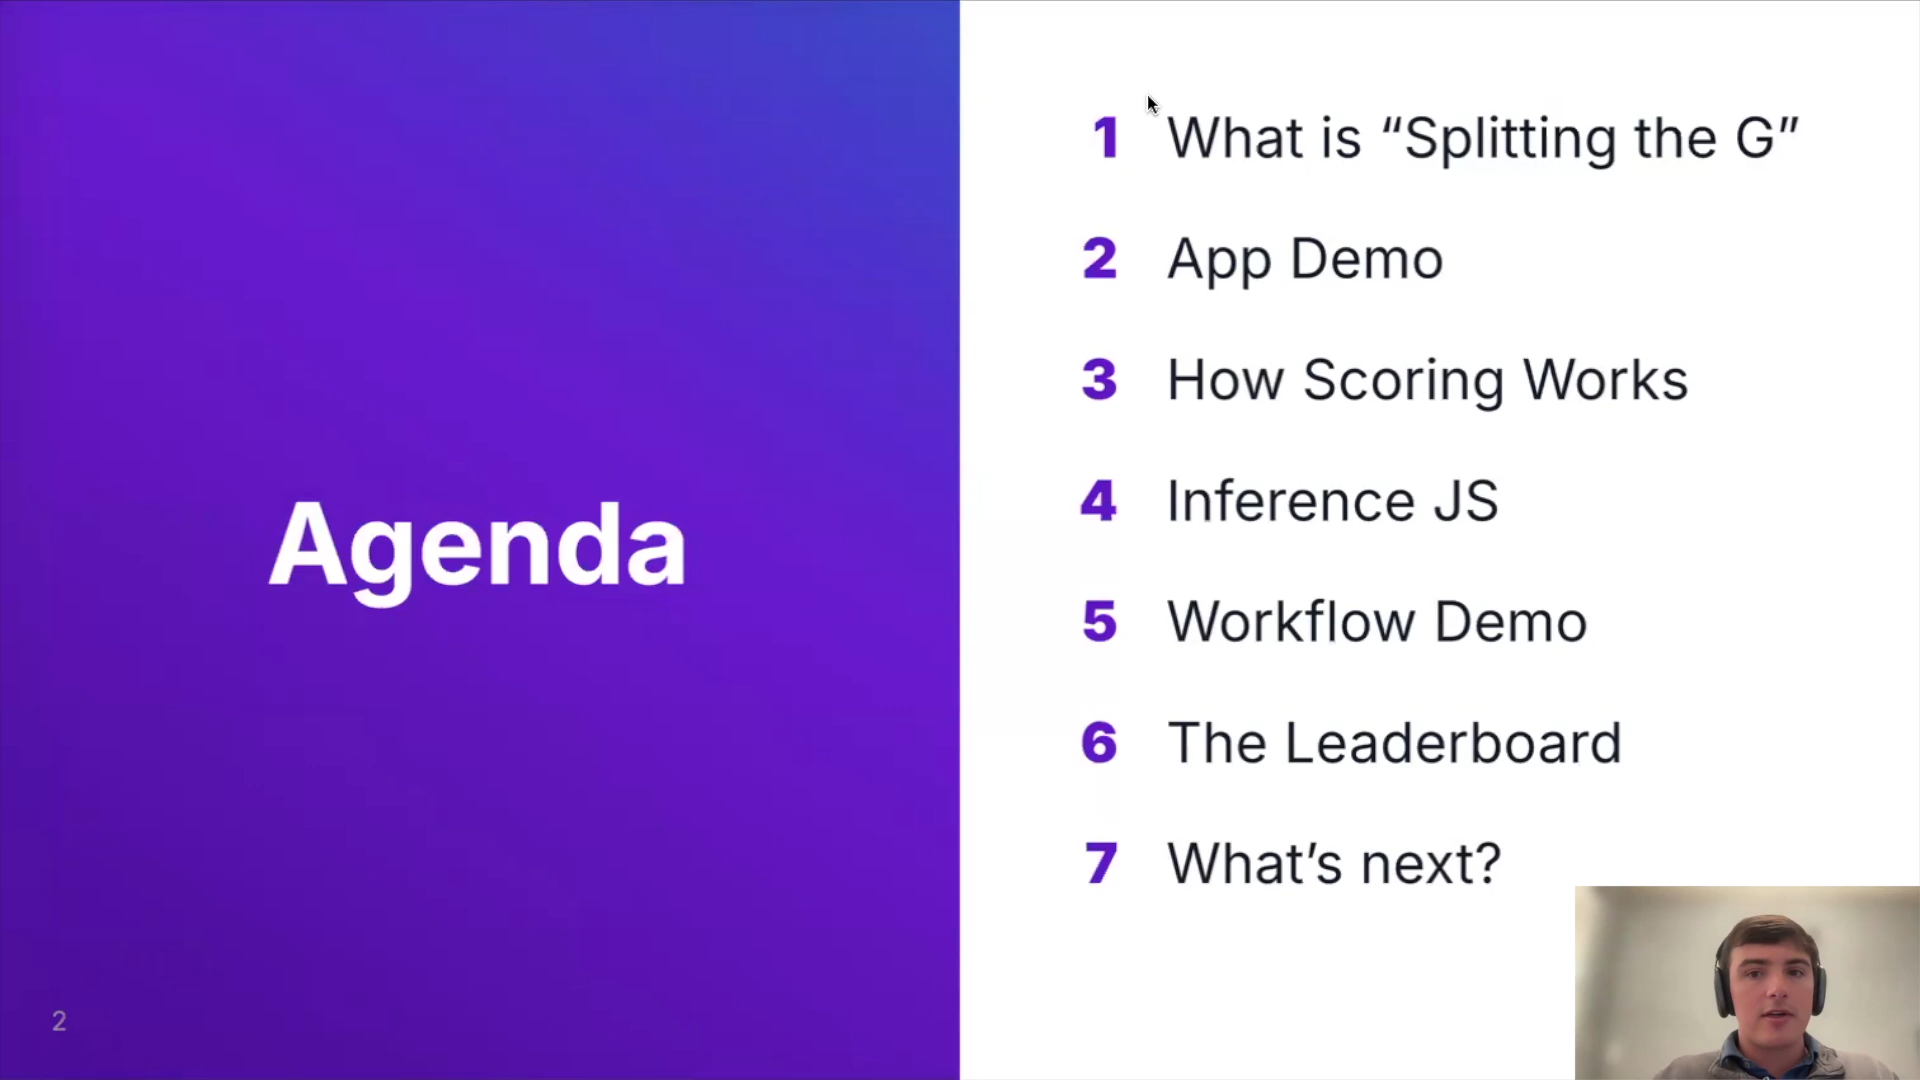 Agenda
1 What is “Splitting the G”
2 App Demo
3 How Scoring Works
4 Inference JS
5 Workflow Demo
6 The Leaderboard
7 What’s next?
2